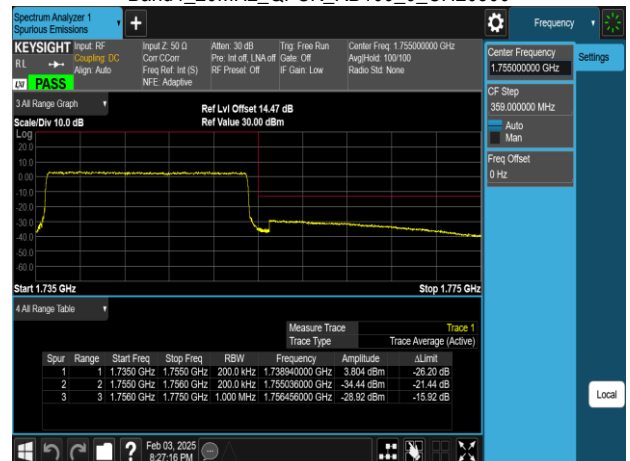 Spectrum Analyzer 1
Spurious Emissions
+
Frequency
KEYSIGHT
RL
LXI PASS
Input: RF
Coupling: DC
Align: Auto
Input Z: 50 Ω
Corr CCorr
Freq Ref: Int (S)
NFE: Adaptive
Atten: 30 dB
Pre: Int off, LNA off
RF Preset: Off
Trig: Free Run
Gate: Off
IF Gain: Low
Center Freq: 1.755000000 GHz
Avg|Hold: 100/100
Radio Std: None
Center Frequency
1.755000000 GHz
Settings
CF Step
359.000000 MHz
Auto
Man
Freq Offset
0 Hz
3 All Range Graph
Scale/Div 10.0 dB
Ref Lvl Offset 14.47 dB
Ref Value 30.00 dBm
Log
20.0
10.0
0.00
-10.0
-20.0
-30.0
-40.0
-50.0
-60.0
Start 1.735 GHz
Stop 1.775 GHz
4 All Range Table
Measure Trace Trace 1
Trace Type Trace Average (Active)
Spur Range Start Freq Stop Freq RBW Frequency Amplitude ΔLimit
1 1 1.7350 GHz 1.7550 GHz 200.0 kHz 1.738940000 GHz 3.804 dBm -26.20 dB
2 2 1.7550 GHz 1.7560 GHz 200.0 kHz 1.755036000 GHz -34.44 dBm -21.44 dB
3 3 1.7560 GHz 1.7750 GHz 1.000 MHz 1.756456000 GHz -28.92 dBm -15.92 dB
Local
?
Feb 03, 2025
8:27:16 PM